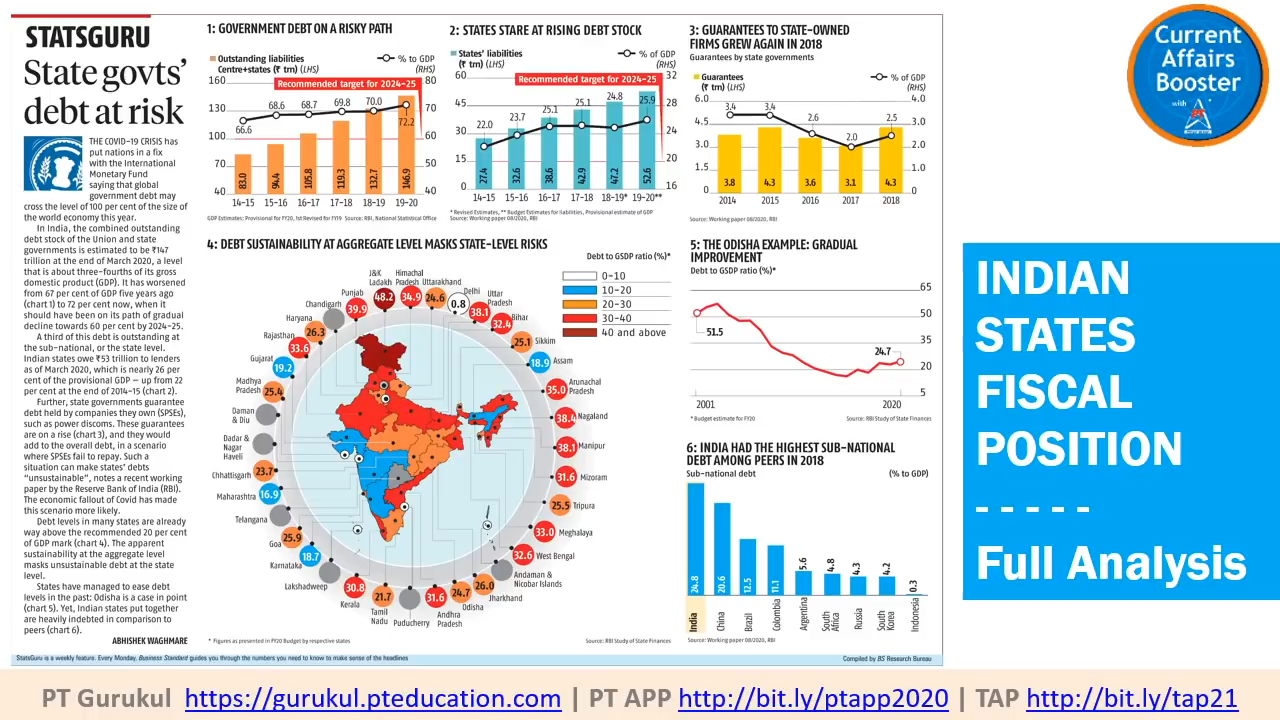 STATSGURU
State govts'
debt at risk
THE COVID-19 CRISIS has
put nations in a fix
with the International
Monetary Fund
saying that global
government debt may
cross the level of 100 per cent of the size of
the world economy this year.
In India, the combined outstanding
debt stock of the Union and state
governments is estimated to be ₹147
trillion at the end of March 2020, a level
that is about three-fourths of its gross
domestic product (GDP). It has worsened
from 67 per cent of GDP five years ago
(chart 1) to 72 per cent now, when it
should have been on its path of gradual
decline towards 60 per cent by 2024-25.
A third of this debt is outstanding at
the sub-national, or the state level.
Indian states owe ₹53 trillion to lenders
as of March 2020, which is nearly 26 per
cent of the provisional GDP — up from 22
per cent at the end of 2014-15 (chart 2).
Further, state governments guarantee
debt held by companies they own (SPSEs),
such as power discoms. These guarantees
are on a rise (chart 3), and they would
add to the overall debt, in a scenario
where SPSEs fail to repay. Such a
situation can make states' debts
"unsustainable", notes a recent working
paper by the Reserve Bank of India (RBI).
The economic fallout of Covid has made
this scenario more likely.
Debt levels in many states are already
way above the recommended 20 per cent
of GDP mark (chart 4). The apparent
sustainability at the aggregate level
masks unsustainable debt at the state
level.
States have managed to ease debt
levels in the past: Odisha is a case in point
(chart 5). Yet, Indian states put together
are heavily indebted in comparison to
peers (chart 6).
ABHISHEK WAGHMARE
1: GOVERNMENT DEBT ON A RISKY PATH
Outstanding liabilities
Centre+states (₹ trn) (LHS)
% to GDP
(RHS)
Recommended target for 2024-25
160
130
100
70
40
80
70
60
50
40
66.6
68.6
68.7
69.8
70.0
72.2
83.0
94.4
105.8
119.3
132.7
146.9
14-15
15-16
16-17
17-18
18-19
19-20
GDP Estimates: Provisional for FY20, 1st Revised for FY19 Source: RBI, National Statistical Office
2: STATES STARE AT RISING DEBT STOCK
States' liabilities
(₹ trn) (LHS)
% of GDP
(RHS)
Recommended target for 2024-25
60
45
30
15
0
32
28
24
20
16
22.0
23.7
25.1
25.1
24.8
25.9
27.4
32.6
38.6
42.9
47.2
52.6
14-15
15-16
16-17
17-18
18-19*
19-20**
* Revised Estimates, ** Budget Estimates for liabilities, Provisional estimate of GDP
Source: Working paper 08/2020, RBI
3: GUARANTEES TO STATE-OWNED
FIRMS GREW AGAIN IN 2018
Guarantees by state governments
Guarantees
(₹ trn) (LHS)
% of GDP
(RHS)
6.0
4.5
3.0
1.5
0
4.0
3.0
2.0
1.0
0
3.4
3.4
2.6
2.0
2.5
3.8
4.3
3.6
3.1
4.3
2014
2015
2016
2017
2018
Source: Working paper 08/2020, RBI
4: DEBT SUSTAINABILITY AT AGGREGATE LEVEL MASKS STATE-LEVEL RISKS
Debt to GSDP ratio (%)*
0-10
10-20
20-30
30-40
40 and above
J&K
Ladakh
48.2
Himachal
Pradesh
34.9
Uttarakhand
24.6
Delhi
0.8
Uttar
Pradesh
38.1
Bihar
32.4
Sikkim
25.1
Assam
18.9
Arunachal
Pradesh
35.0
Nagaland
38.4
Manipur
38.1
Mizoram
31.6
Tripura
25.5
Meghalaya
33.0
West Bengal
32.6
Andaman &
Nicobar Islands
Jharkhand
26.0
Odisha
24.7
Andhra
Pradesh
31.6
Puducherry
Tamil
Nadu
21.7
Kerala
30.8
Lakshadweep
Karnataka
18.7
Goa
25.9
Telangana
Maharashtra
16.9
Chhattisgarh
23.7
Dadar &
Nagar
Haveli
Daman
& Diu
Madhya
Pradesh
25.4
Gujarat
19.2
Rajasthan
33.6
Haryana
26.3
Chandigarh
Punjab
39.9
* Figures as presented in FY20 Budget by respective states
Source: RBI Study of State Finances
5: THE ODISHA EXAMPLE: GRADUAL
IMPROVEMENT
Debt to GSDP ratio (%)*
65
50
35
20
5
51.5
24.7
2001
2020
* Budget estimate for FY20
Source: RBI Study of State Finances
6: INDIA HAD THE HIGHEST SUB-NATIONAL
DEBT AMONG PEERS IN 2018
Sub-national debt
(% to GDP)
24.8
20.6
12.5
11.1
5.6
4.8
4.3
4.2
0.3
India
China
Brazil
Colombia
Argentina
South
Africa
Russia
South
Korea
Indonesia
Source: Working paper 08/2020, RBI
StatsGuru is a weekly feature. Every Monday, Business Standard guides you through the numbers you need to know to make sense of the headlines
Compiled by BS Research Bureau
Current
Affairs
Booster
with
INDIAN
STATES
FISCAL
POSITION
- - - - -
Full Analysis
PT Gurukul https://gurukul.pteducation.com | PT APP http://bit.ly/ptapp2020 | TAP http://bit.ly/tap21